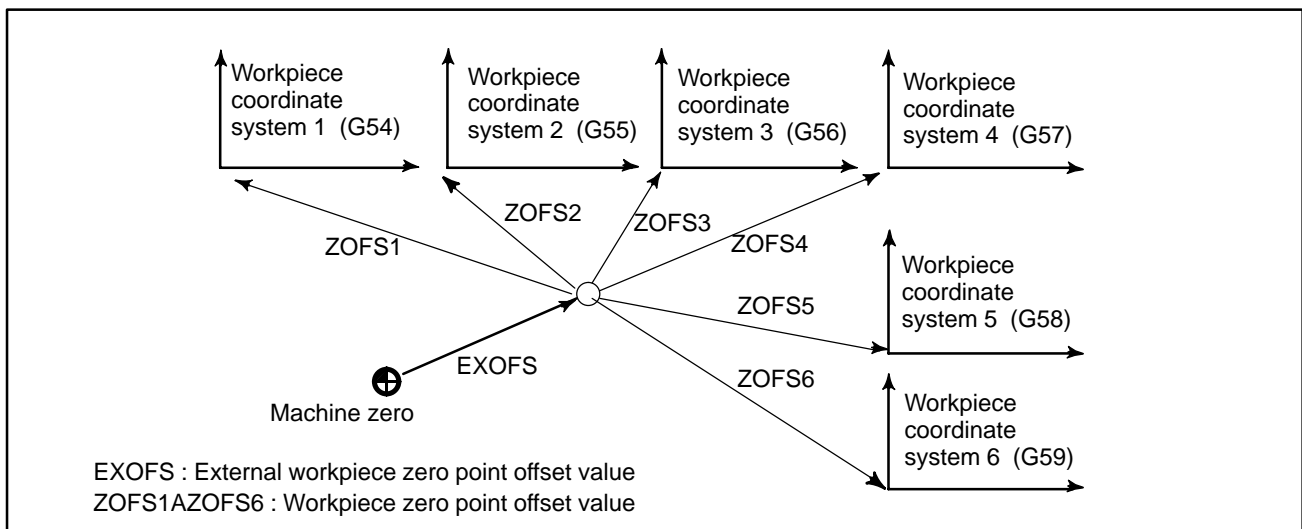 Workpiece
coordinate
system 1 (G54)
Workpiece
coordinate
system 2 (G55)
Workpiece
coordinate
system 3 (G56)
Workpiece
coordinate
system 4 (G57)
ZOFS1
ZOFS2
ZOFS3
ZOFS4
ZOFS5
Workpiece
coordinate
system 5 (G58)
EXOFS
ZOFS6
Machine zero
Workpiece
coordinate
system 6 (G59)
EXOFS : External workpiece zero point offset value
ZOFS1AZOFS6 : Workpiece zero point offset value